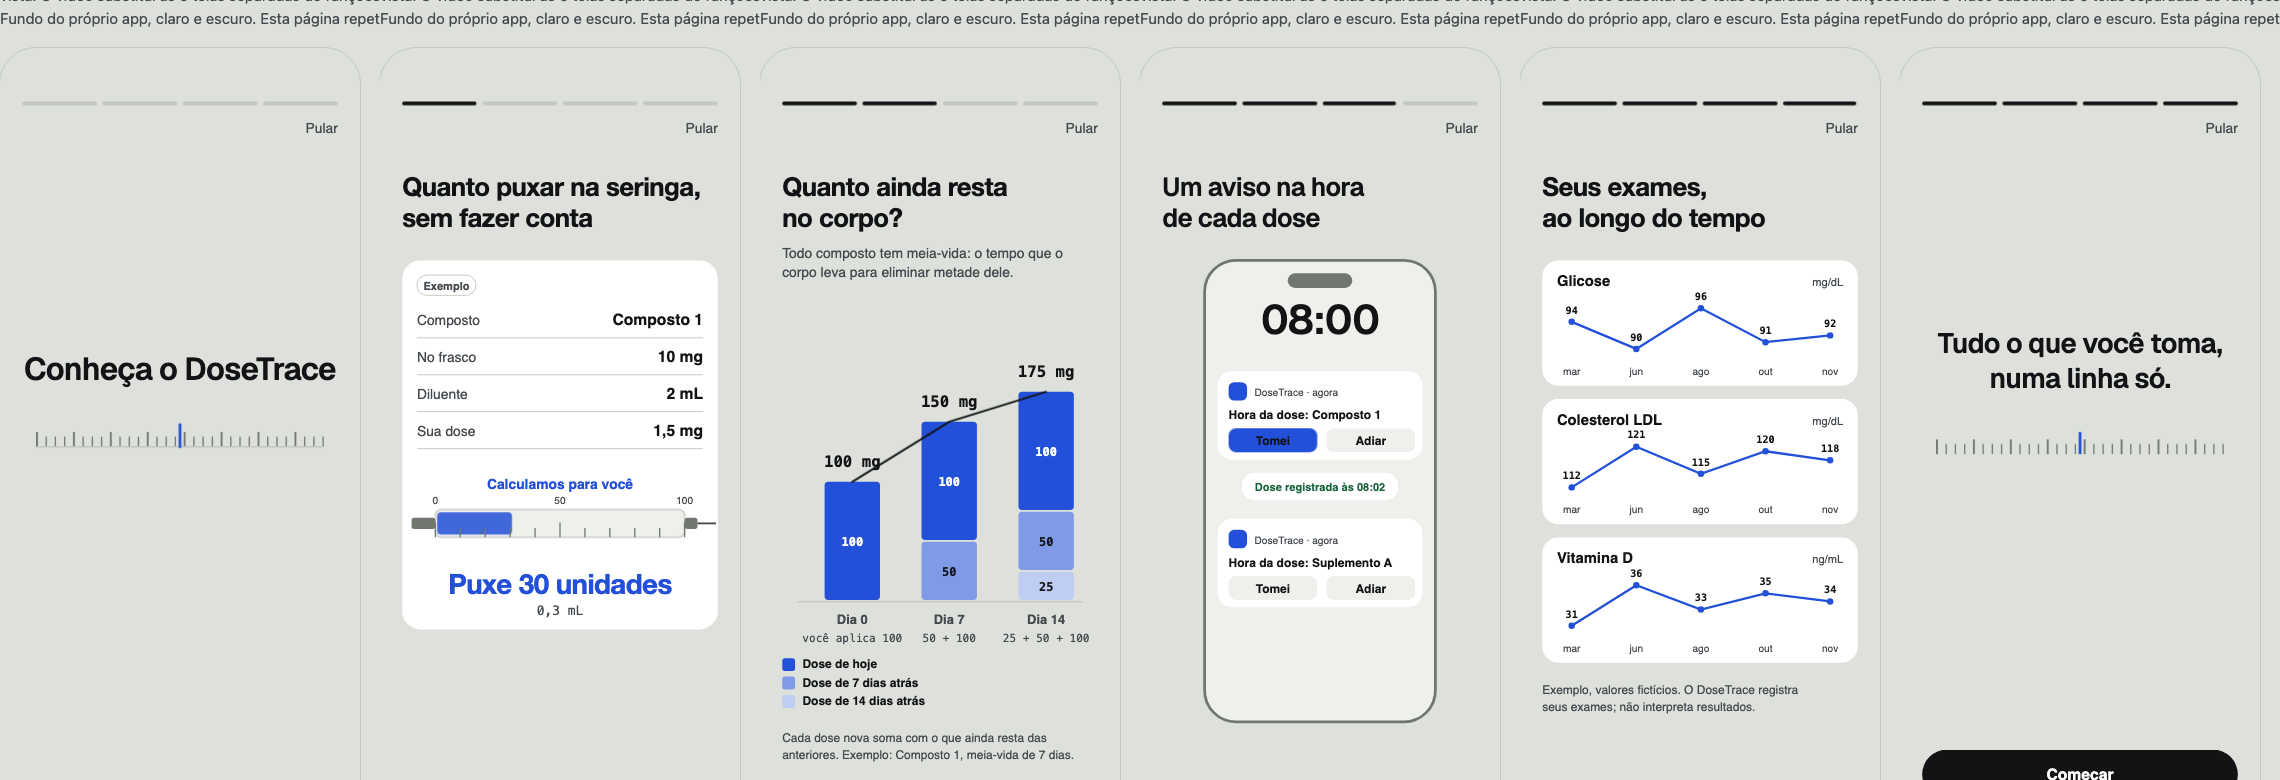 Fundo do próprio app, claro e escuro. Esta página repetFundo do próprio app, claro e escuro. Esta página repetFundo do próprio app, claro e escuro. Esta página repetFundo do próprio app, claro e escuro. Esta página repetFundo do próprio app, claro e escuro. Esta página repetFundo do próprio app, claro e escuro. Esta página repet
Pular
Conheça o DoseTrace
Pular
Quanto puxar na seringa,
sem fazer conta
Exemplo
Composto Composto 1
No frasco 10 mg
Diluente 2 mL
Sua dose 1,5 mg
Calculamos para você
0 50 100
Puxe 30 unidades
0,3 mL
Pular
Quanto ainda resta
no corpo?
Todo composto tem meia-vida: o tempo que o
corpo leva para eliminar metade dele.
175 mg
150 mg
100 mg
100
100
100
50
50
25
Dia 0 Dia 7 Dia 14
você aplica 100 50 + 100 25 + 50 + 100
Dose de hoje
Dose de 7 dias atrás
Dose de 14 dias atrás
Cada dose nova soma com o que ainda resta das
anteriores. Exemplo: Composto 1, meia-vida de 7 dias.
Pular
Um aviso na hora
de cada dose
08:00
DoseTrace · agora
Hora da dose: Composto 1
Tomei Adiar
Dose registrada às 08:02
DoseTrace · agora
Hora da dose: Suplemento A
Tomei Adiar
Pular
Seus exames,
ao longo do tempo
Glicose mg/dL
94 90 96 91 92
mar jun ago out nov
Colesterol LDL mg/dL
112 121 115 120 118
mar jun ago out nov
Vitamina D ng/mL
31 36 33 35 34
mar jun ago out nov
Exemplo, valores fictícios. O DoseTrace registra
seus exames; não interpreta resultados.
Pular
Tudo o que você toma,
numa linha só.
Começar